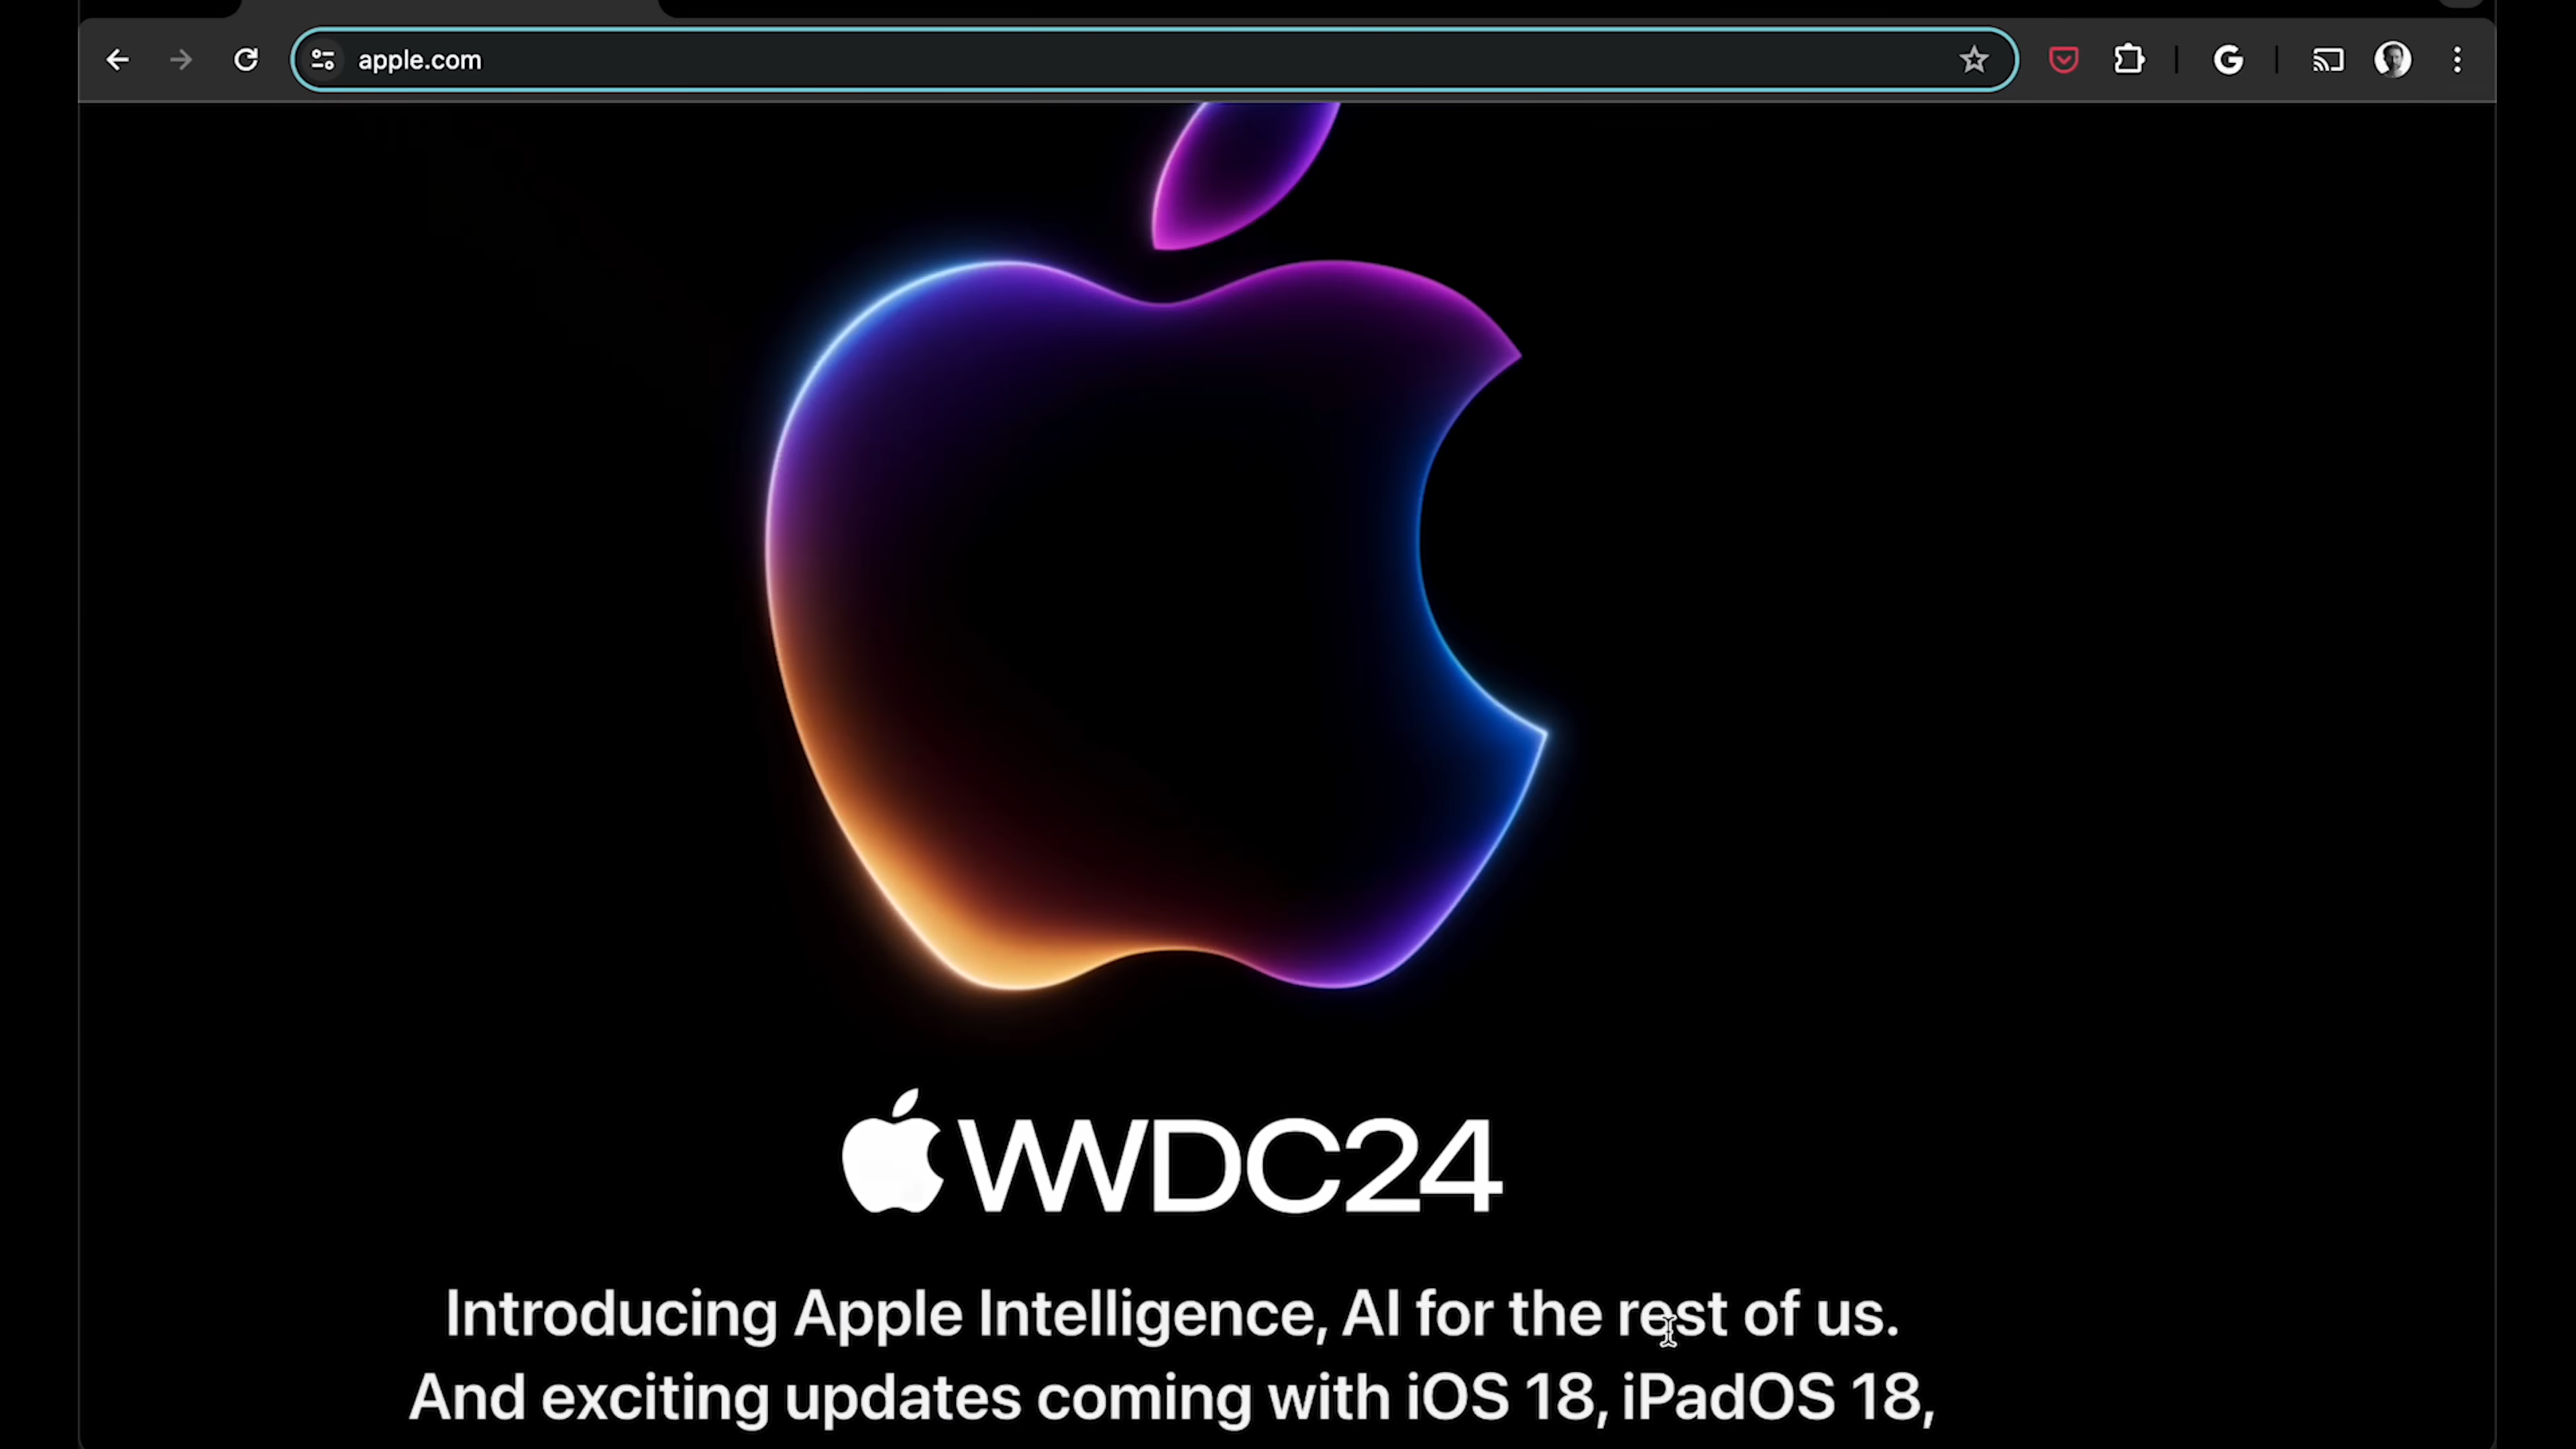 apple.com
WWDC24
Introducing Apple Intelligence, AI for the rest of us.
And exciting updates coming with iOS 18, iPadOS 18,